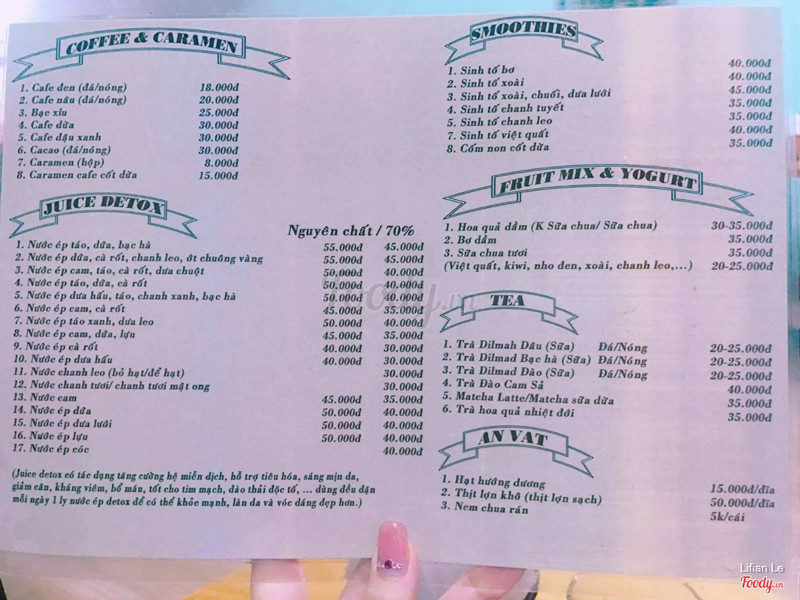 COFFEE & CARAMEN
1. Cafe đen (đá/nóng) 18.000đ
2. Cafe nâu (đá/nóng) 20.000đ
3. Bạc xỉu 25.000đ
4. Cafe dừa 30.000đ
5. Cafe đậu xanh 30.000đ
6. Cacao (đá/nóng) 30.000đ
7. Caramen (hộp) 8.000đ
8. Caramen cafe cốt dừa 15.000đ
JUICE DETOX
Nguyên chất / 70%
1. Nước ép táo, dứa, bạc hà 55.000đ 45.000đ
2. Nước ép dứa, cà rốt, chanh leo, ớt chuông vàng 55.000đ 45.000đ
3. Nước ép cam, táo, cà rốt, dưa chuột 50.000đ 40.000đ
4. Nước ép táo, dứa, cà rốt 50.000đ 40.000đ
5. Nước ép dưa hấu, táo, chanh xanh, bạc hà 50.000đ 40.000đ
6. Nước ép cam, cà rốt 45.000đ 35.000đ
7. Nước ép táo xanh, dưa leo 50.000đ 40.000đ
8. Nước ép cam, dứa, lựu 45.000đ 35.000đ
9. Nước ép cà rốt 40.000đ 30.000đ
10. Nước ép dưa hấu 40.000đ 30.000đ
11. Nước chanh leo (bỏ hạt/để hạt) 30.000đ
12. Nước chanh tươi/ chanh tươi mật ong 30.000đ
13. Nước cam 45.000đ 35.000đ
14. Nước ép dứa 50.000đ 40.000đ
15. Nước ép dưa lưới 50.000đ 40.000đ
16. Nước ép lựu 50.000đ 40.000đ
17. Nước ép cóc 40.000đ
(Juice detox có tác dụng tăng cường hệ miễn dịch, hỗ trợ tiêu hóa, sáng mịn da,
giảm cân, kháng viêm, bổ máu, tốt cho tim mạch, đào thải độc tố, ... dùng đều đặn
mỗi ngày 1 ly nước ép detox để có thể khỏe mạnh, làn da và vóc dáng đẹp hơn.)
SMOOTHIES
1. Sinh tố bơ 40.000đ
2. Sinh tố xoài 40.000đ
3. Sinh tố xoài, chuối, dưa lưới 45.000đ
4. Sinh tố chanh tuyết 35.000đ
5. Sinh tố chanh leo 35.000đ
7. Sinh tố việt quất 40.000đ
8. Cốm non cốt dừa 35.000đ
FRUIT MIX & YOGURT
1. Hoa quả dầm (K Sữa chua/ Sữa chua) 30-35.000đ
2. Bơ dầm 35.000đ
3. Sữa chua tươi 35.000đ
(Việt quất, kiwi, nho đen, xoài, chanh leo,...) 20-25.000đ
TEA
1. Trà Dilmah Dâu (Sữa) Đá/Nóng 20-25.000đ
2. Trà Dilmad Bạc hà (Sữa) Đá/Nóng 20-25.000đ
3. Trà Dilmad Đào (Sữa) Đá/Nóng 20-25.000đ
4. Trà Đào Cam Sả 40.000đ
5. Matcha Latte/Matcha sữa dừa 35.000đ
6. Trà hoa quả nhiệt đới 35.000đ
AN VAT
1. Hạt hướng dương 15.000đ/đĩa
2. Thịt lợn khô (thịt lợn sạch) 50.000đ/đĩa
3. Nem chua rán 5k/cái
Lifian Le
Foody.vn